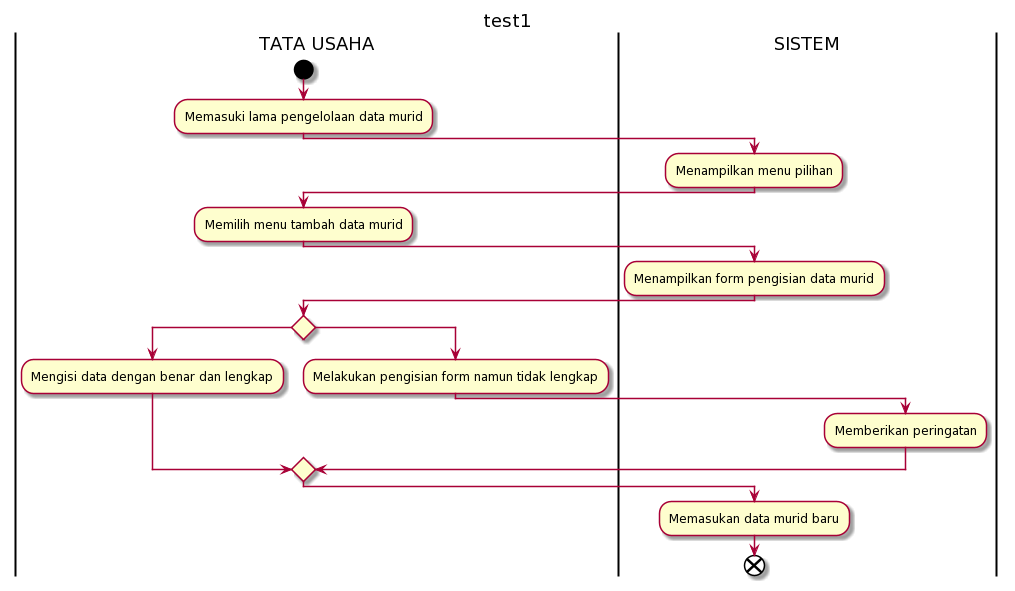 test1
TATA USAHA
SISTEM
Memasuki lama pengelolaan data murid
Menampilkan menu pilihan
Memilih menu tambah data murid
Menampilkan form pengisian data murid
Mengisi data dengan benar dan lengkap
Melakukan pengisian form namun tidak lengkap
Memberikan peringatan
Memasukan data murid baru